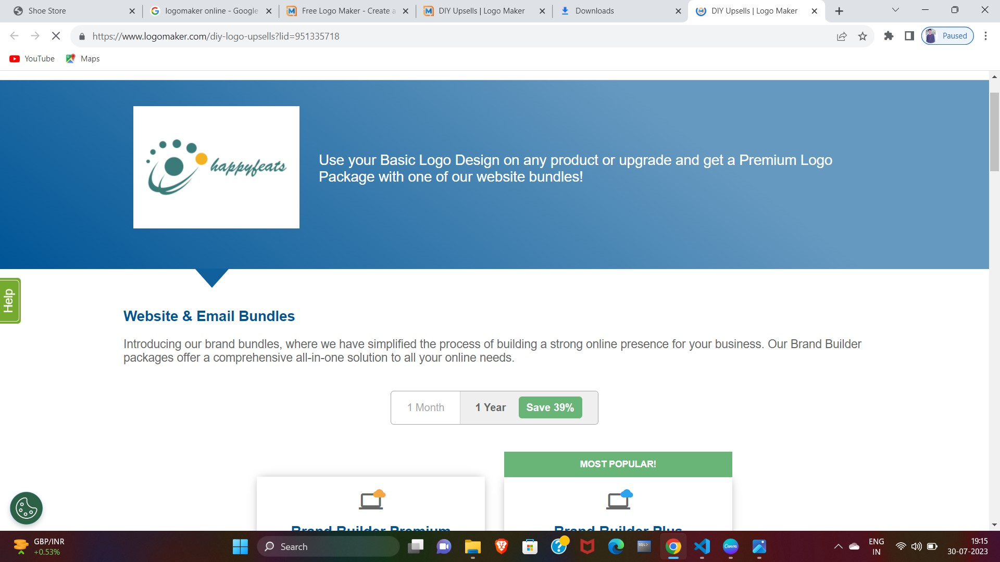 Shoe Store
logomaker online - Google
Free Logo Maker - Create a
DIY Upsells | Logo Maker
Downloads
DIY Upsells | Logo Maker
https://www.logomaker.com/diy-logo-upsells?lid=951335718
Paused
YouTube
Maps
happyfeats
Use your Basic Logo Design on any product or upgrade and get a Premium Logo
Package with one of our website bundles!
Help
Website & Email Bundles
Introducing our brand bundles, where we have simplified the process of building a strong online presence for your business. Our Brand Builder
packages offer a comprehensive all-in-one solution to all your online needs.
1 Month
1 Year
Save 39%
MOST POPULAR!
Brand Builder Premium
Brand Builder Plus
GBP/INR
+0.53%
Search
SQL>
Canva
ENG
IN
19:15
30-07-2023